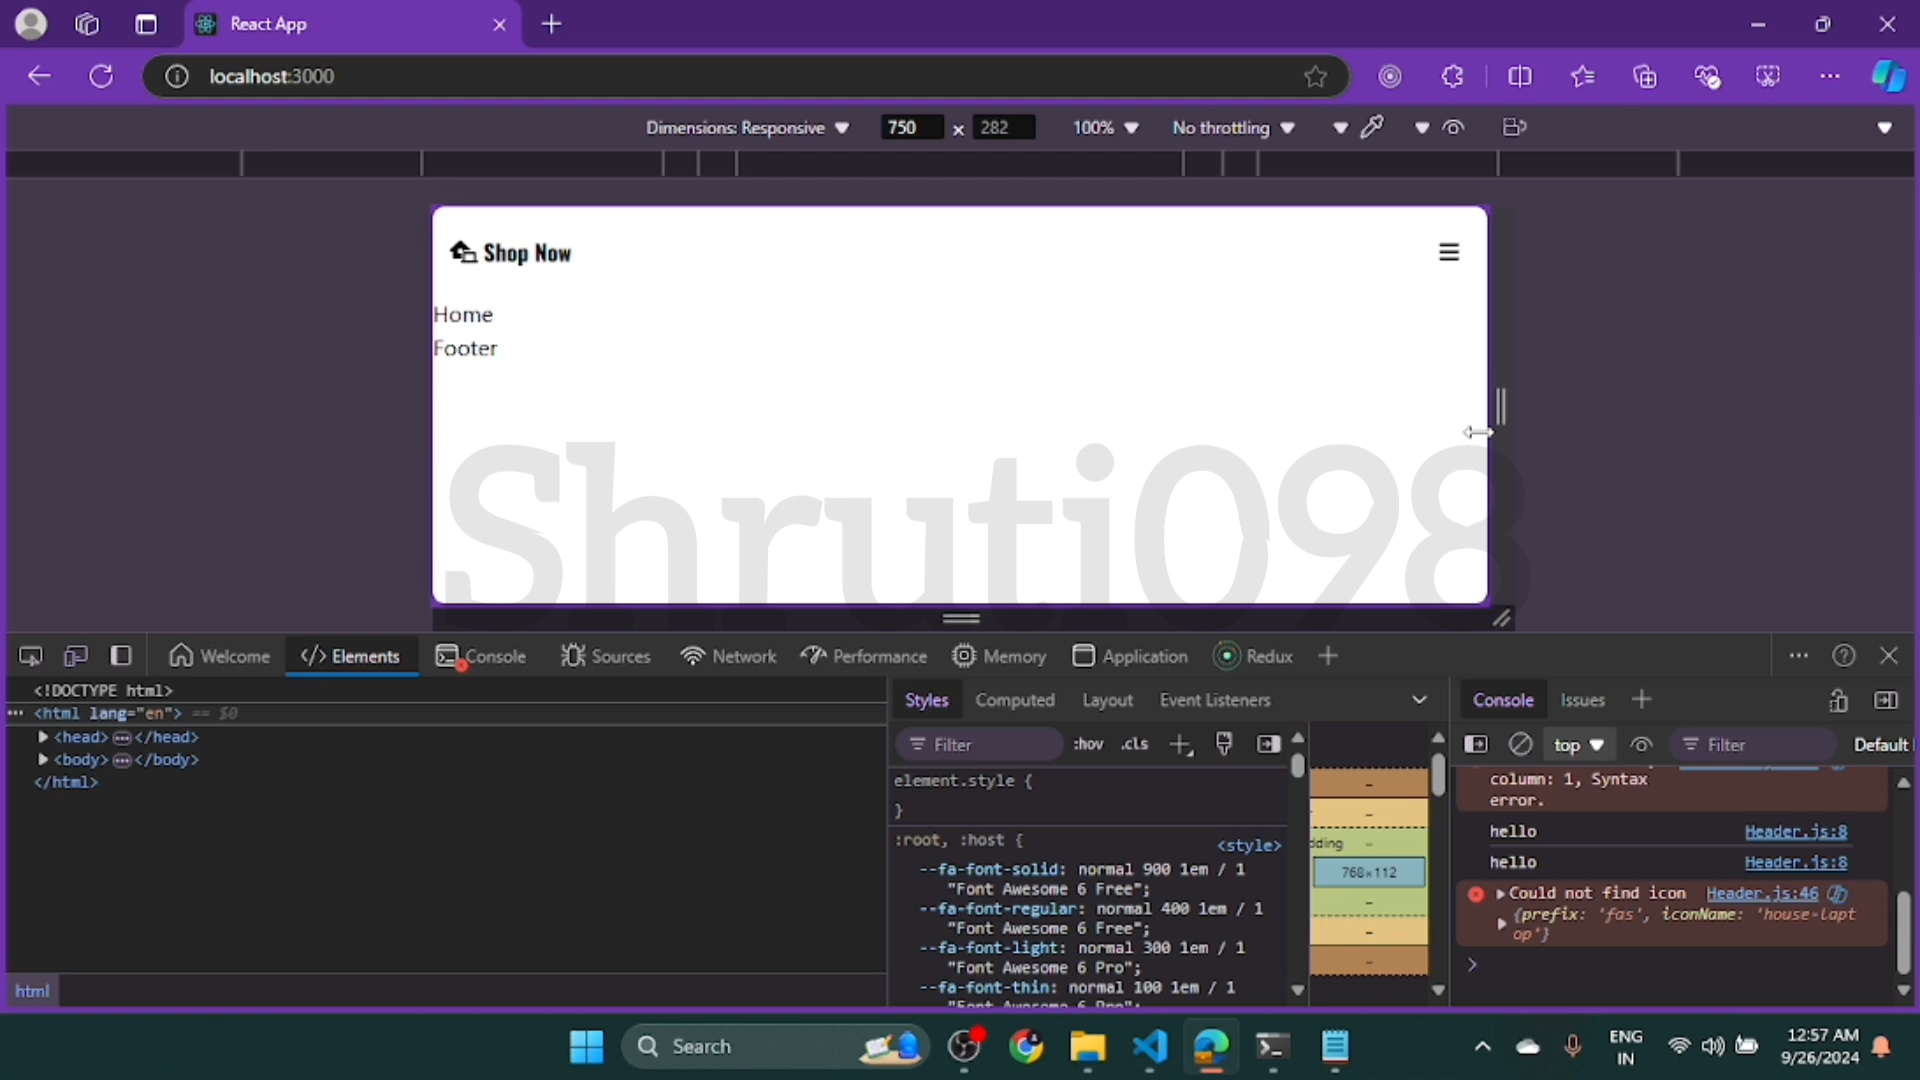 React App
localhost:3000
Dimensions: Responsive 750 x 282 100% No throttling
Shop Now
Home
Footer
Shruti098
Welcome </> Elements Console Sources Network Performance Memory Application Redux
<!DOCTYPE html>
<html lang="en"> == $0
<head> </head>
<body> </body>
</html>
html
Styles Computed Layout Event Listeners
Filter :hov .cls
element.style {
}
:root, :host { <style>
--fa-font-solid: normal 900 1em / 1
"Font Awesome 6 Free";
--fa-font-regular: normal 400 1em / 1
"Font Awesome 6 Free";
--fa-font-light: normal 300 1em / 1
"Font Awesome 6 Pro";
--fa-font-thin: normal 100 1em / 1
"Font Awesome 6 Pro";
dding
768×112
Console Issues
top Filter Default
column: 1, Syntax
error.
hello Header.js:8
hello Header.js:8
Could not find icon Header.js:46
{prefix: 'fas', iconName: 'house-lapt
op'}
Search
ENG
IN
12:57 AM
9/26/2024